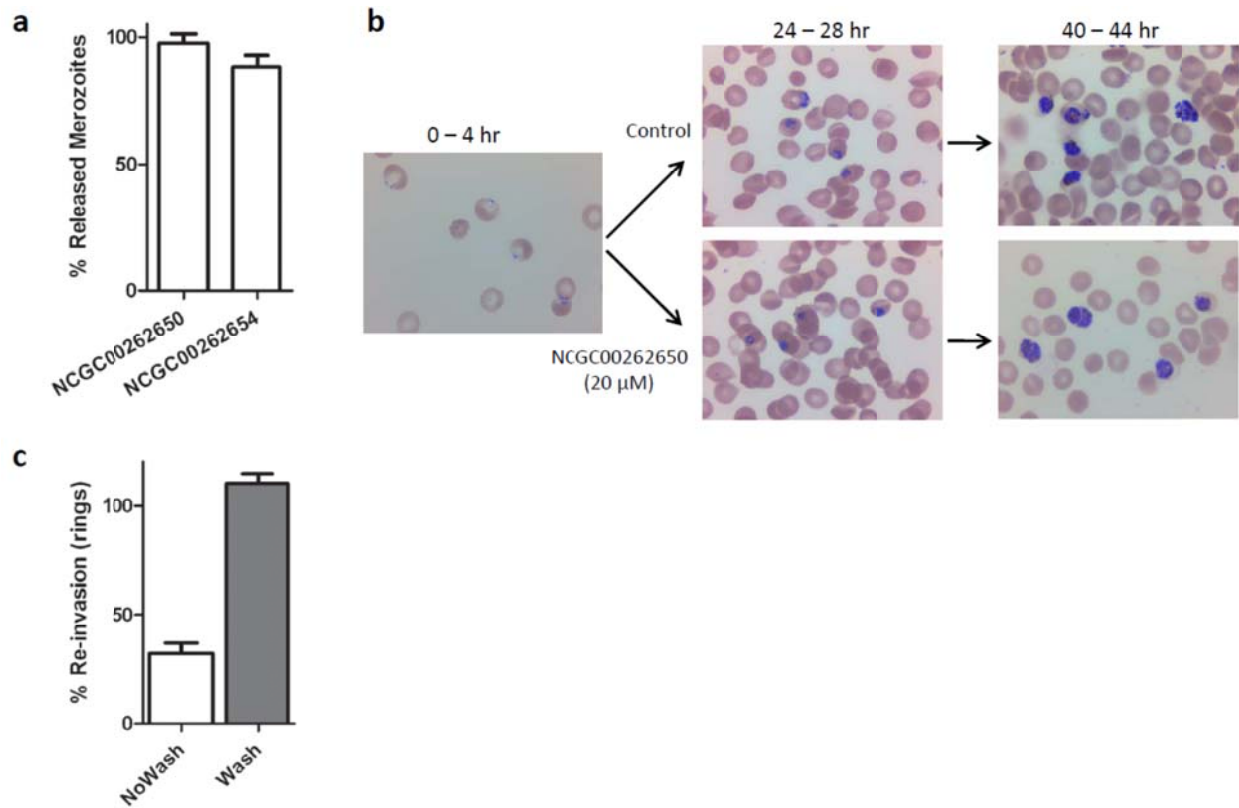 a
% Released Merozoites
100
50
0
NCGC00262650
NCGC00262654
b
0 – 4 hr
24 – 28 hr
40 – 44 hr
Control
NCGC00262650
(20 μM)
c
% Re-invasion (rings)
100
50
0
NoWash
Wash